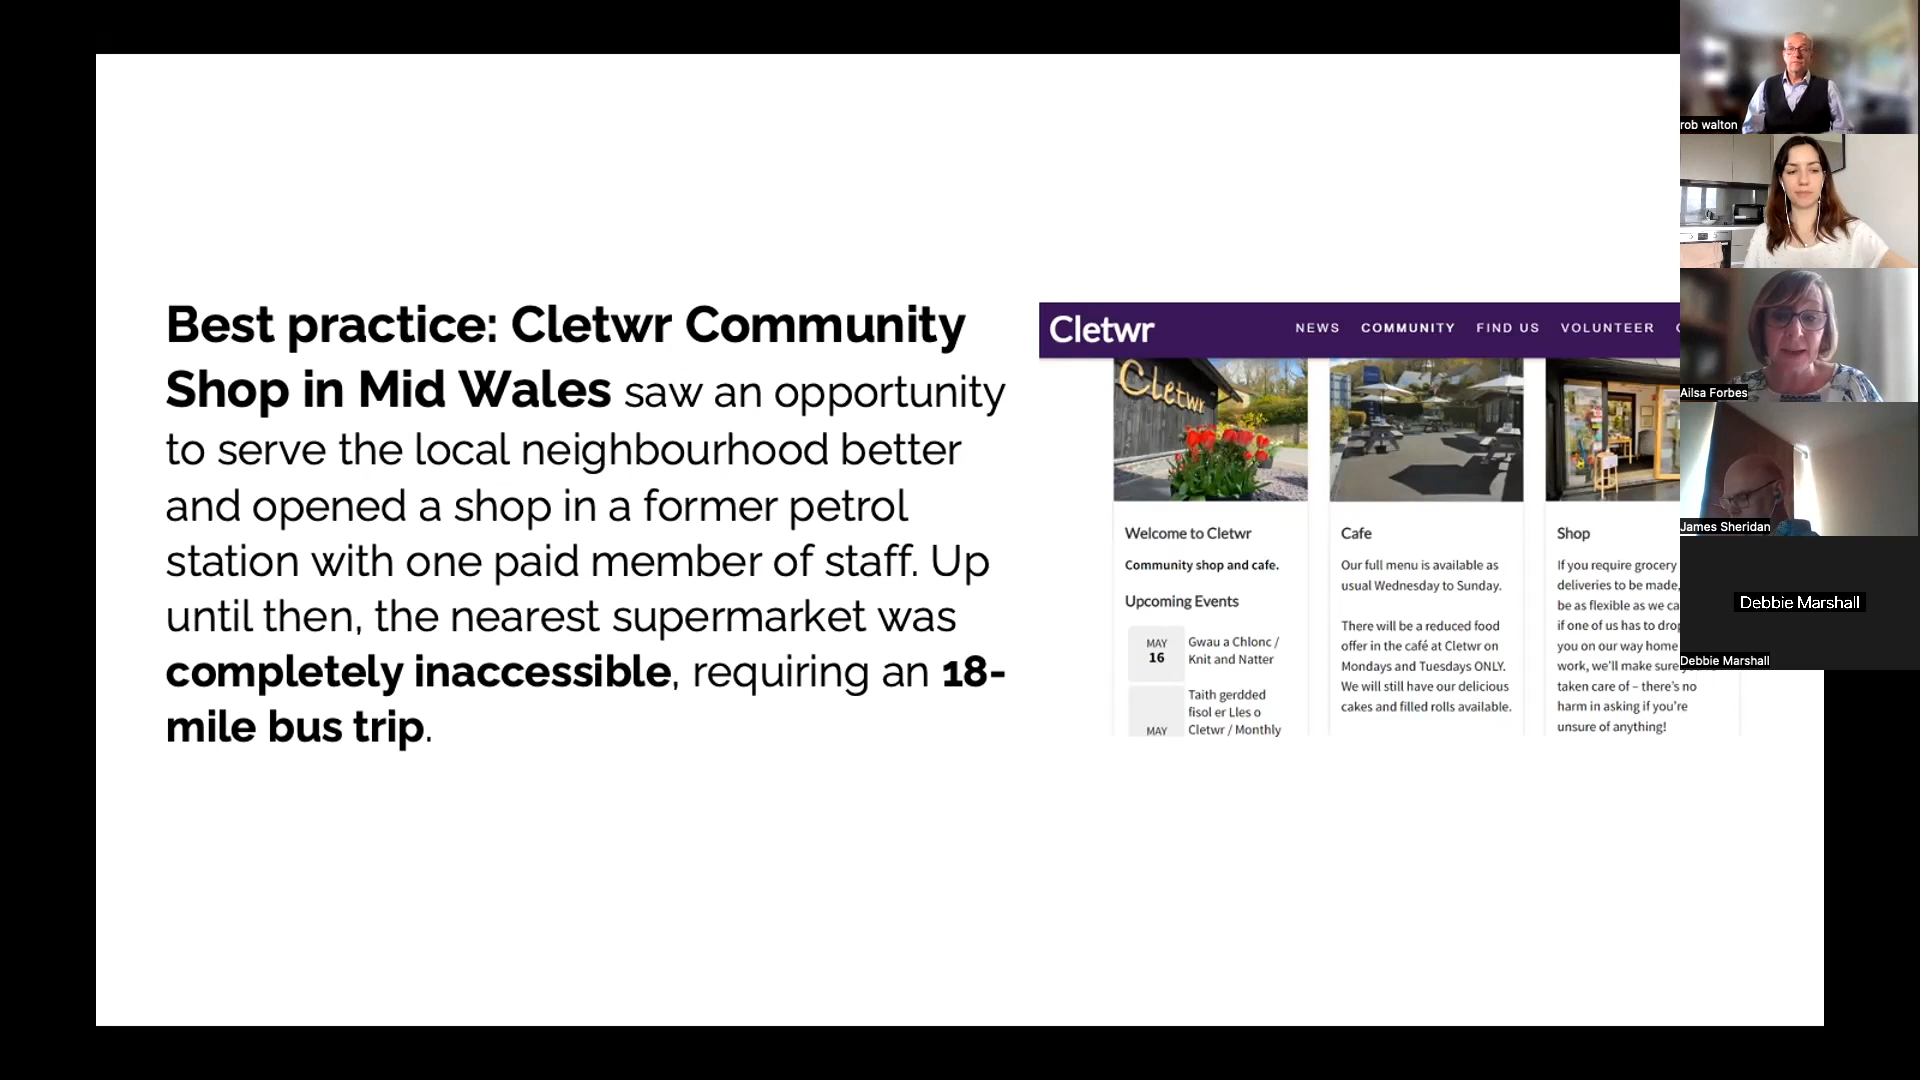 Best practice: Cletwr Community
Shop in Mid Wales saw an opportunity
to serve the local neighbourhood better
and opened a shop in a former petrol
station with one paid member of staff. Up
until then, the nearest supermarket was
completely inaccessible, requiring an 18-
mile bus trip.
Cletwr
NEWS COMMUNITY FIND US VOLUNTEER
Cletwr
Welcome to Cletwr
Community shop and cafe.
Upcoming Events
MAY
16
Gwau a Chlonc /
Knit and Natter
MAY
Taith gerdded
fisol er Lles o
Cletwr / Monthly
Cafe
Our full menu is available as
usual Wednesday to Sunday.
There will be a reduced food
offer in the café at Cletwr on
Mondays and Tuesdays ONLY.
We will still have our delicious
cakes and filled rolls available.
Shop
If you require grocery
deliveries to be made,
be as flexible as we
if one of us has to drop
you on our way home
work, we'll make sure
taken care of – there's no
harm in asking if you're
unsure of anything!
rob walton
Ailsa Forbes
James Sheridan
Debbie Marshall
Debbie Marshall